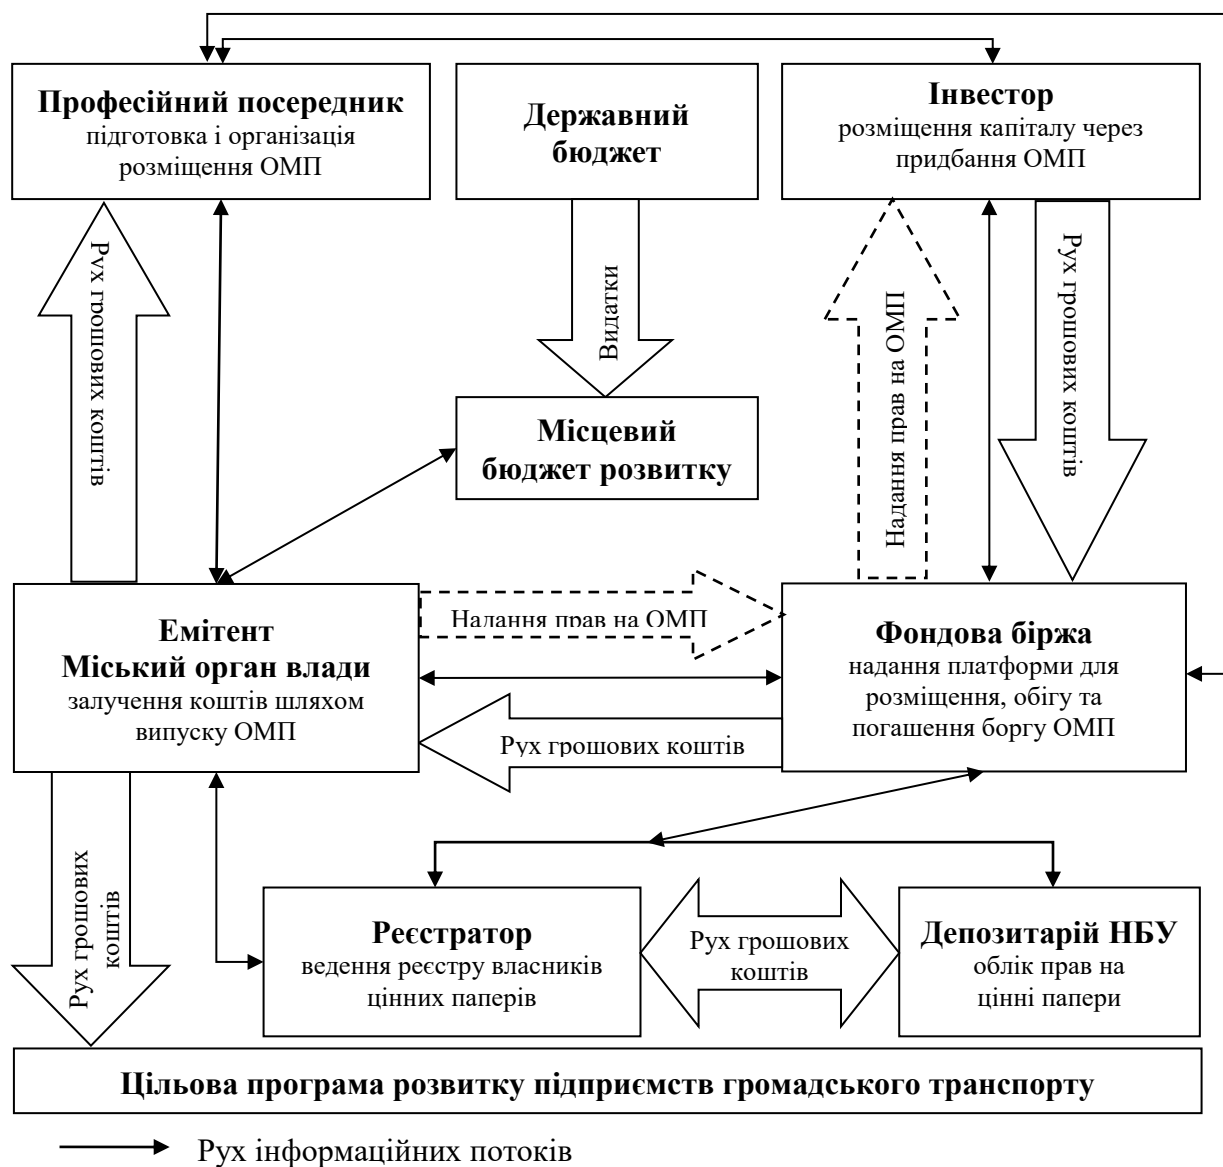 Професійний посередник
підготовка і організація
розміщення ОМП
Державний
бюджет
Інвестор
розміщення капіталу через
придбання ОМП
Рух грошових коштів
Видатки
Надання прав на ОМП
Рух грошових коштів
Місцевий
бюджет розвитку
Емітент
Міський орган влади
залучення коштів шляхом
випуску ОМП
Надання прав на ОМП
Рух грошових коштів
Фондова біржа
надання платформи для
розміщення, обігу та
погашення боргу ОМП
Рух грошових
коштів
Реєстратор
ведення реєстру власників
цінних паперів
Рух грошових
коштів
Депозитарій НБУ
облік прав на
цінні папери
Цільова програма розвитку підприємств громадського транспорту
Рух інформаційних потоків